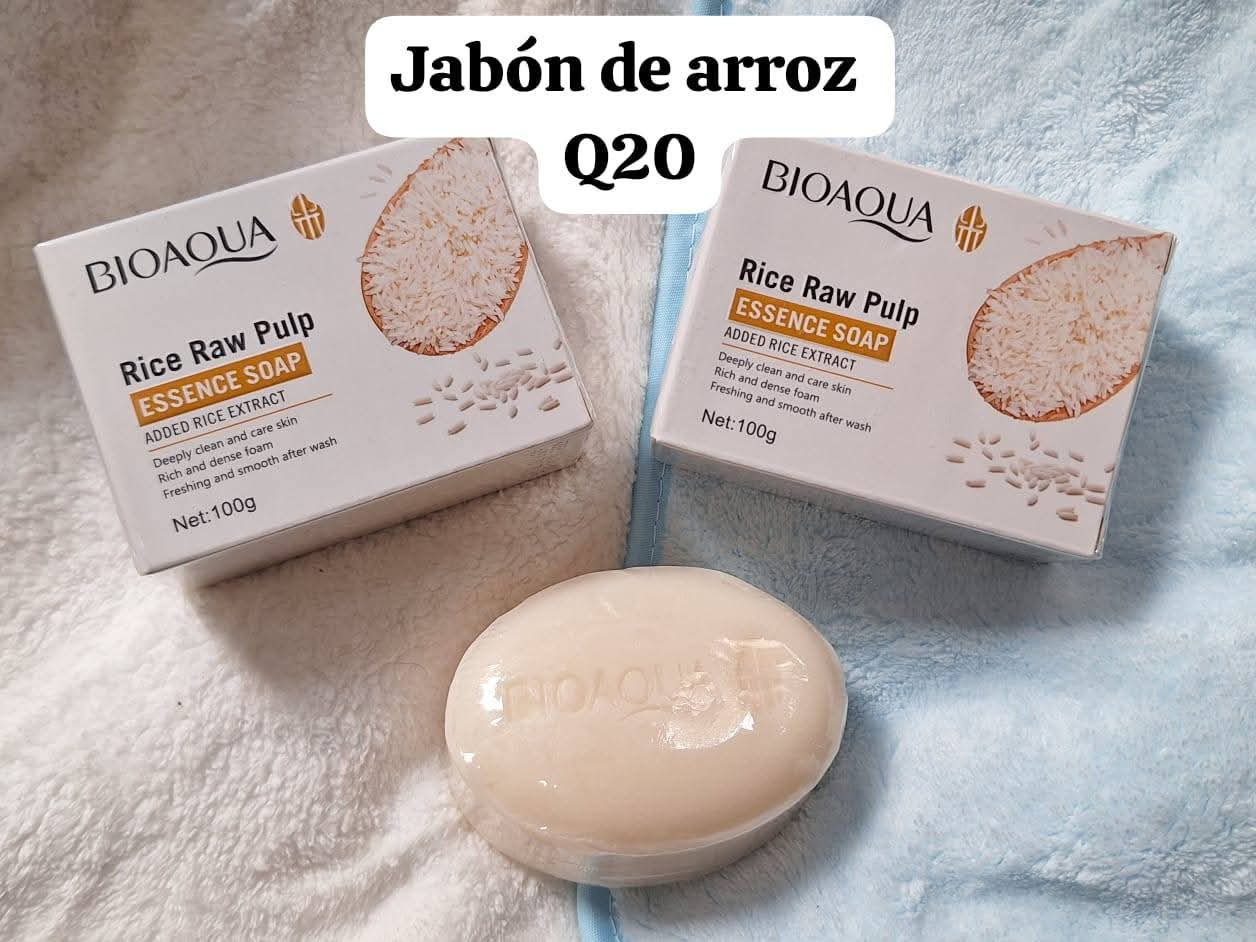 Jabón de arroz
Q20
BIOAQUA
Rice Raw Pulp
ESSENCE SOAP
ADDED RICE EXTRACT
Deeply clean and care skin
Rich and dense foam
Freshing and smooth after wash
Net:100g
BIOAQUA
Rice Raw Pulp
ESSENCE SOAP
ADDED RICE EXTRACT
Deeply clean and care skin
Rich and dense foam
Freshing and smooth after wash
Net:100g
BIOAQUA